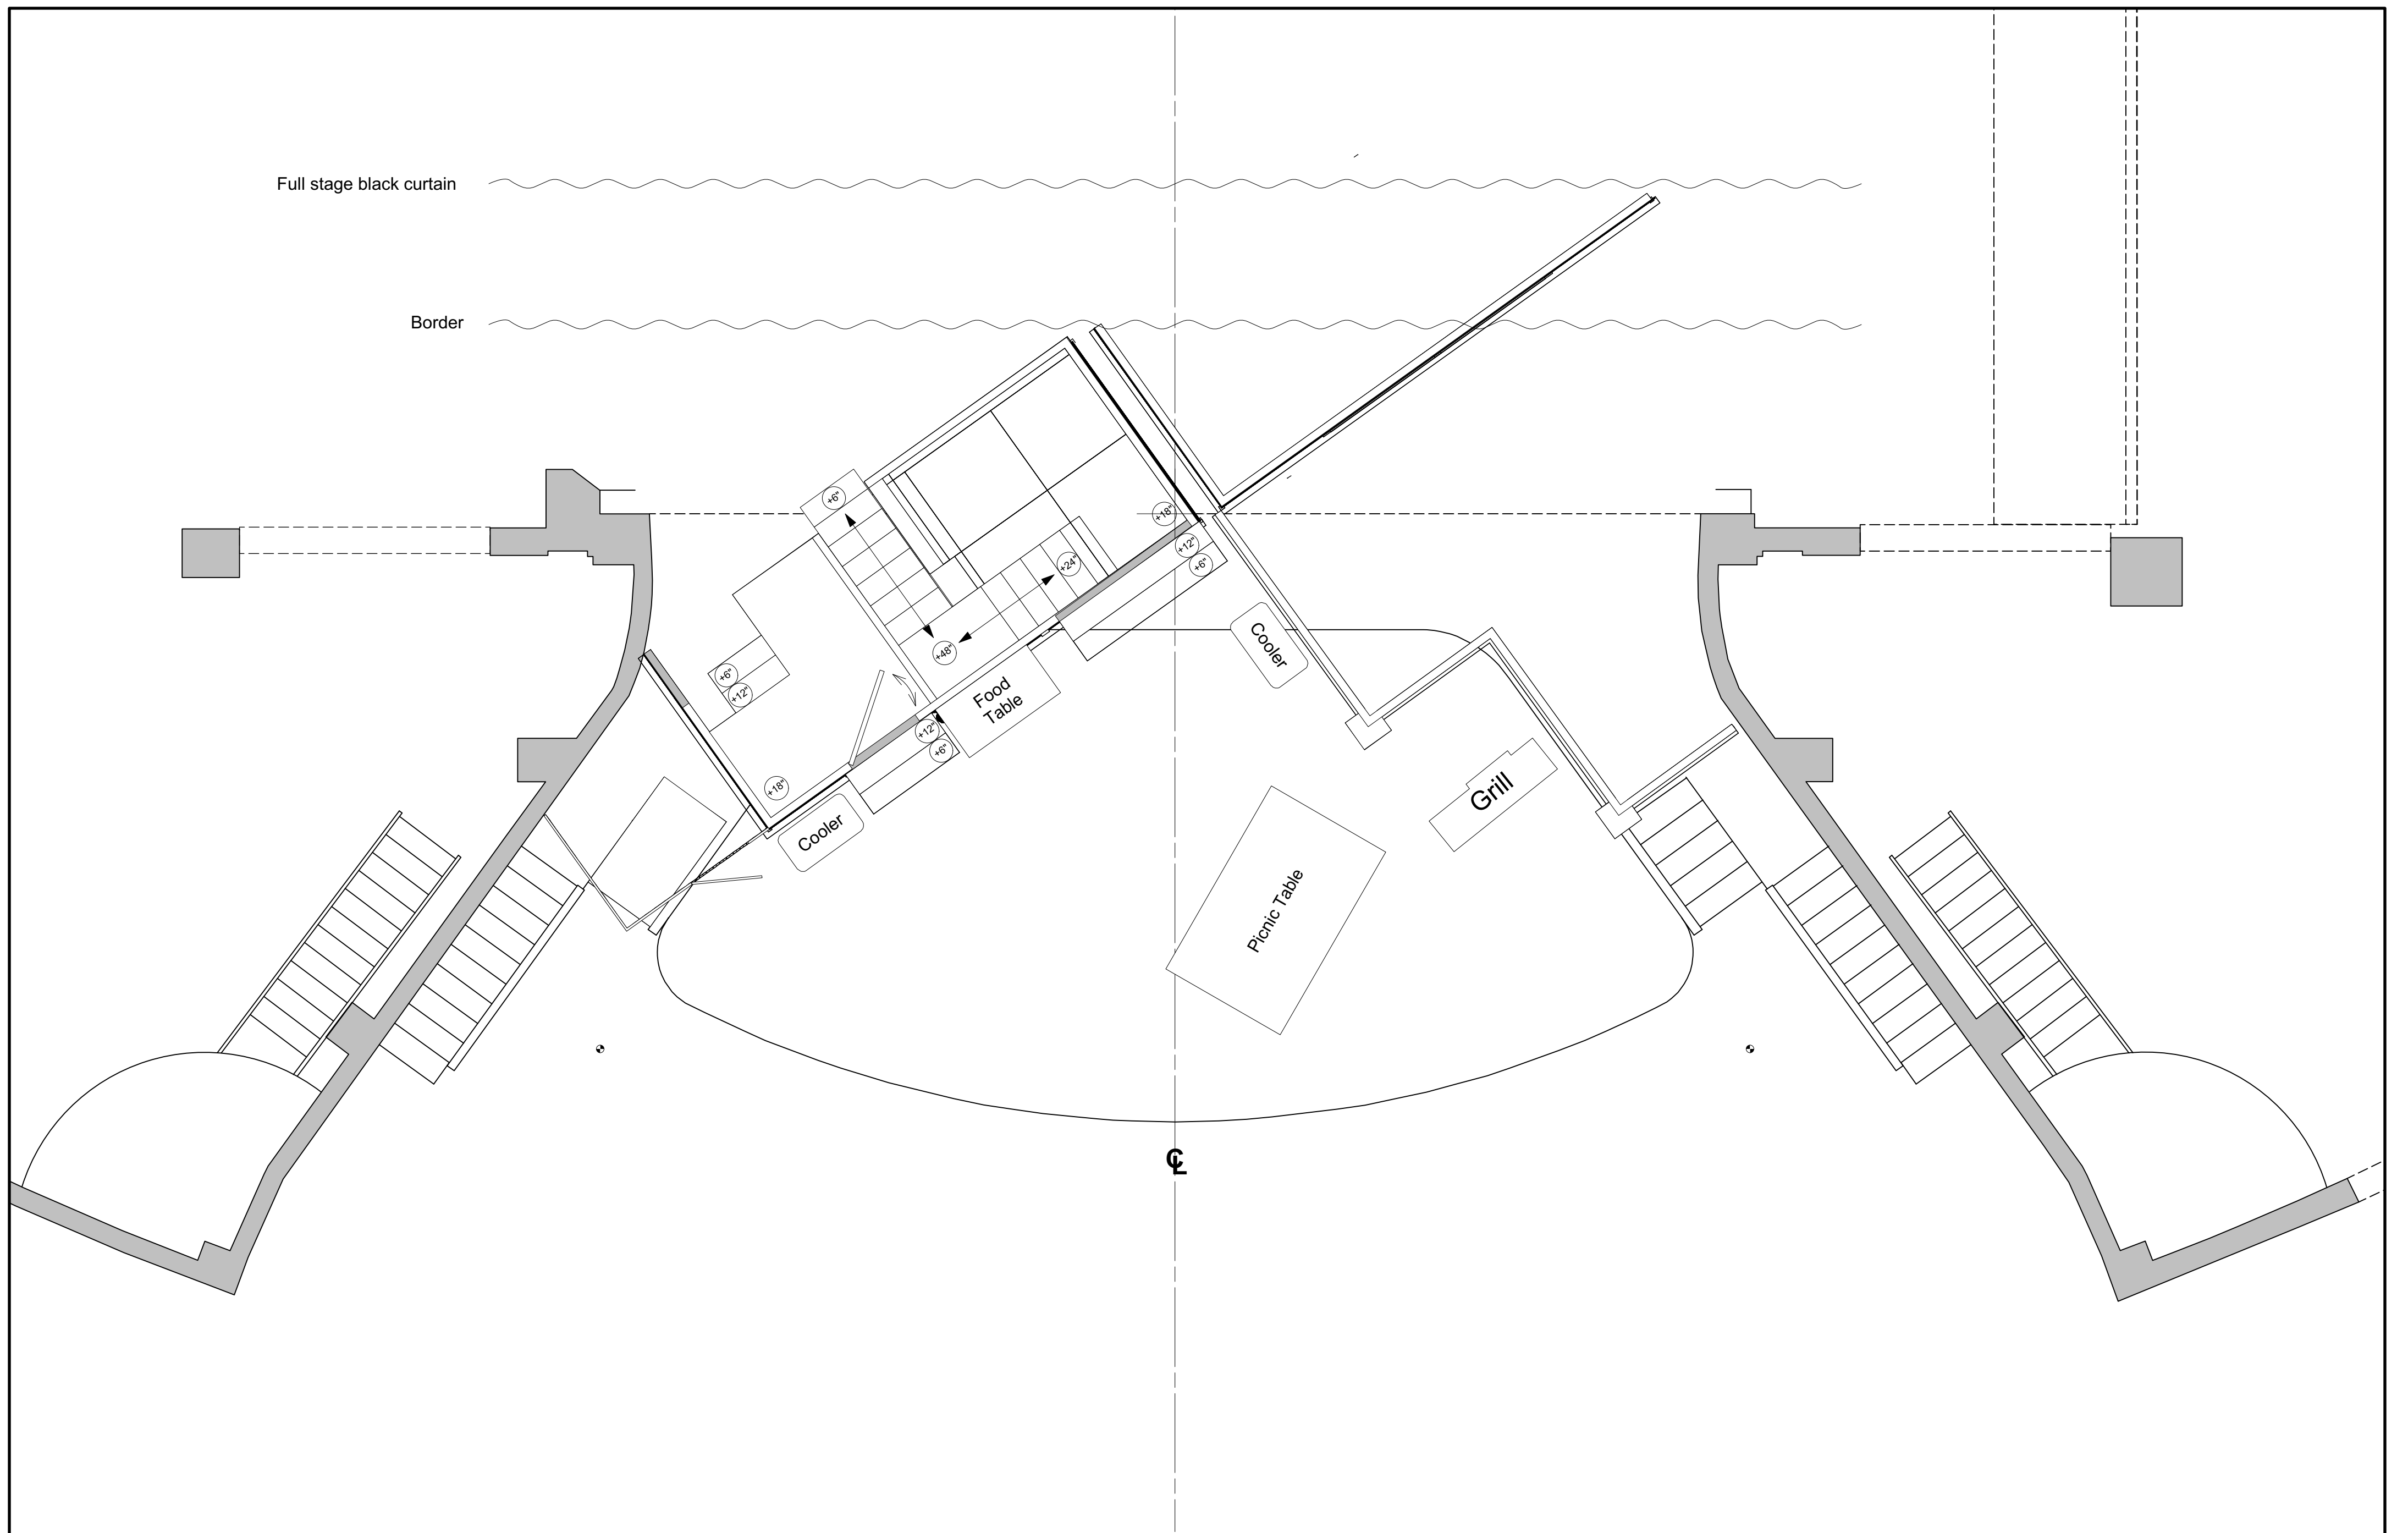 Full stage black curtain
Border
+6"
+18"
+12"
+6"
+24"
+48"
+6"
+12"
Cooler
Food
Table
+12"
+6"
+18"
Cooler
Grill
Picnic Table
℄